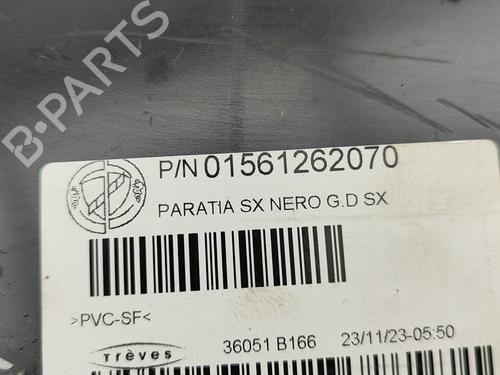 B-PARTS
P/N 01561262070
PARATIA SX NERO G.D SX
>PVC-SF<
Trèves
36051 B166 23/11/23-05:50